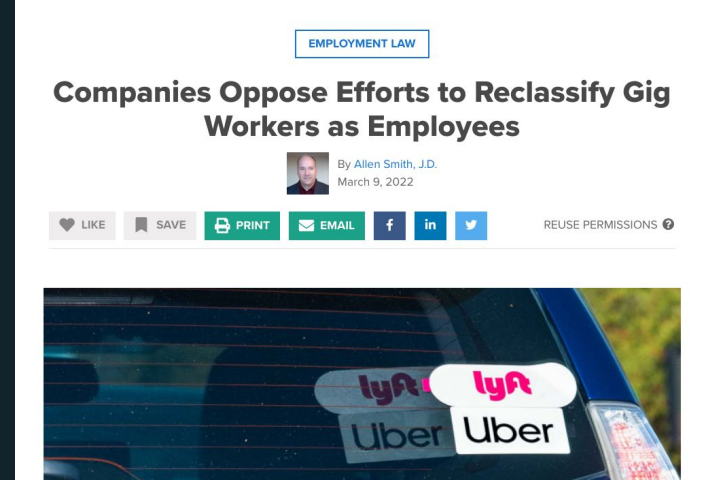 EMPLOYMENT LAW
Companies Oppose Efforts to Reclassify Gig
Workers as Employees
By Allen Smith, J.D.
March 9, 2022
LIKE SAVE PRINT EMAIL f in REUSE PERMISSIONS ?
lyft lyft
Uber Uber